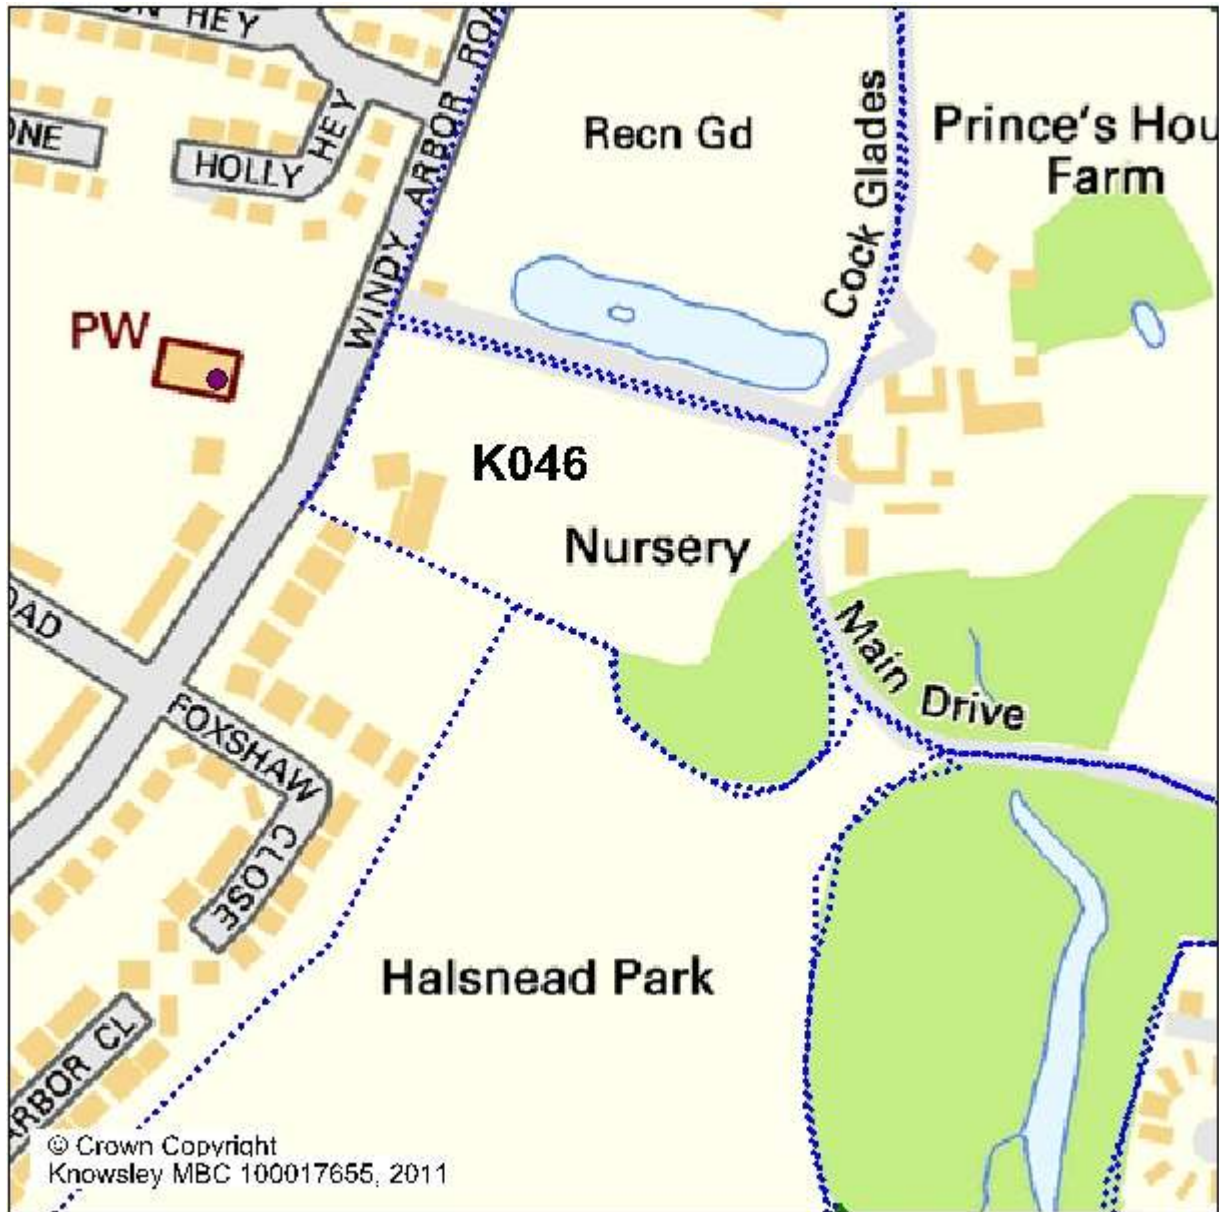 HEY
WINDY ARBOR ROA
Recn Gd
Cock Glades
Prince's Hou
Farm
ONE
HOLLY HEY
PW
K046
Nursery
OAD
Main Drive
FOXSHAW
CLOSE
Halsnead Park
ARBOR CL
© Crown Copyright
Knowsley MBC 100017655, 2011